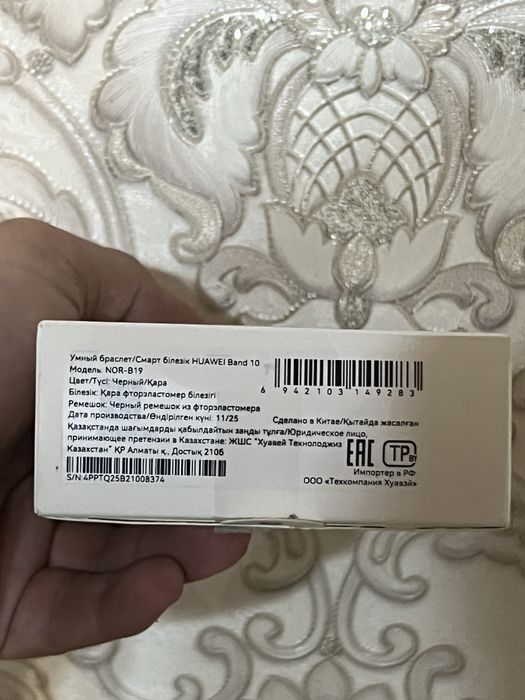 Умный браслет/Смарт білезік HUAWEI Band 10
Модель: NOR-B19
Цвет/Түсі: Черный/Қара
Білезік: Қара фторэластомер білезігі
Ремешок: Черный ремешок из фторэластомера
Дата производства/Өндірілген күні: 11/25
6 942103 149283
Сделано в Китае/Қытайда жасалған
Қазақстанда шағымдарды қабылдайтын заңды тұлға/Юридическое лицо,
принимающее претензии в Казахстане: ЖШС "Хуавей Текнолоджиз
Казахстан" ҚР Алматы қ., Достық 210б
S/N:4PPTQ25B21008374
EAC
TP BY
Импортер в РФ:
ООО «Техкомпания Хуавэй»